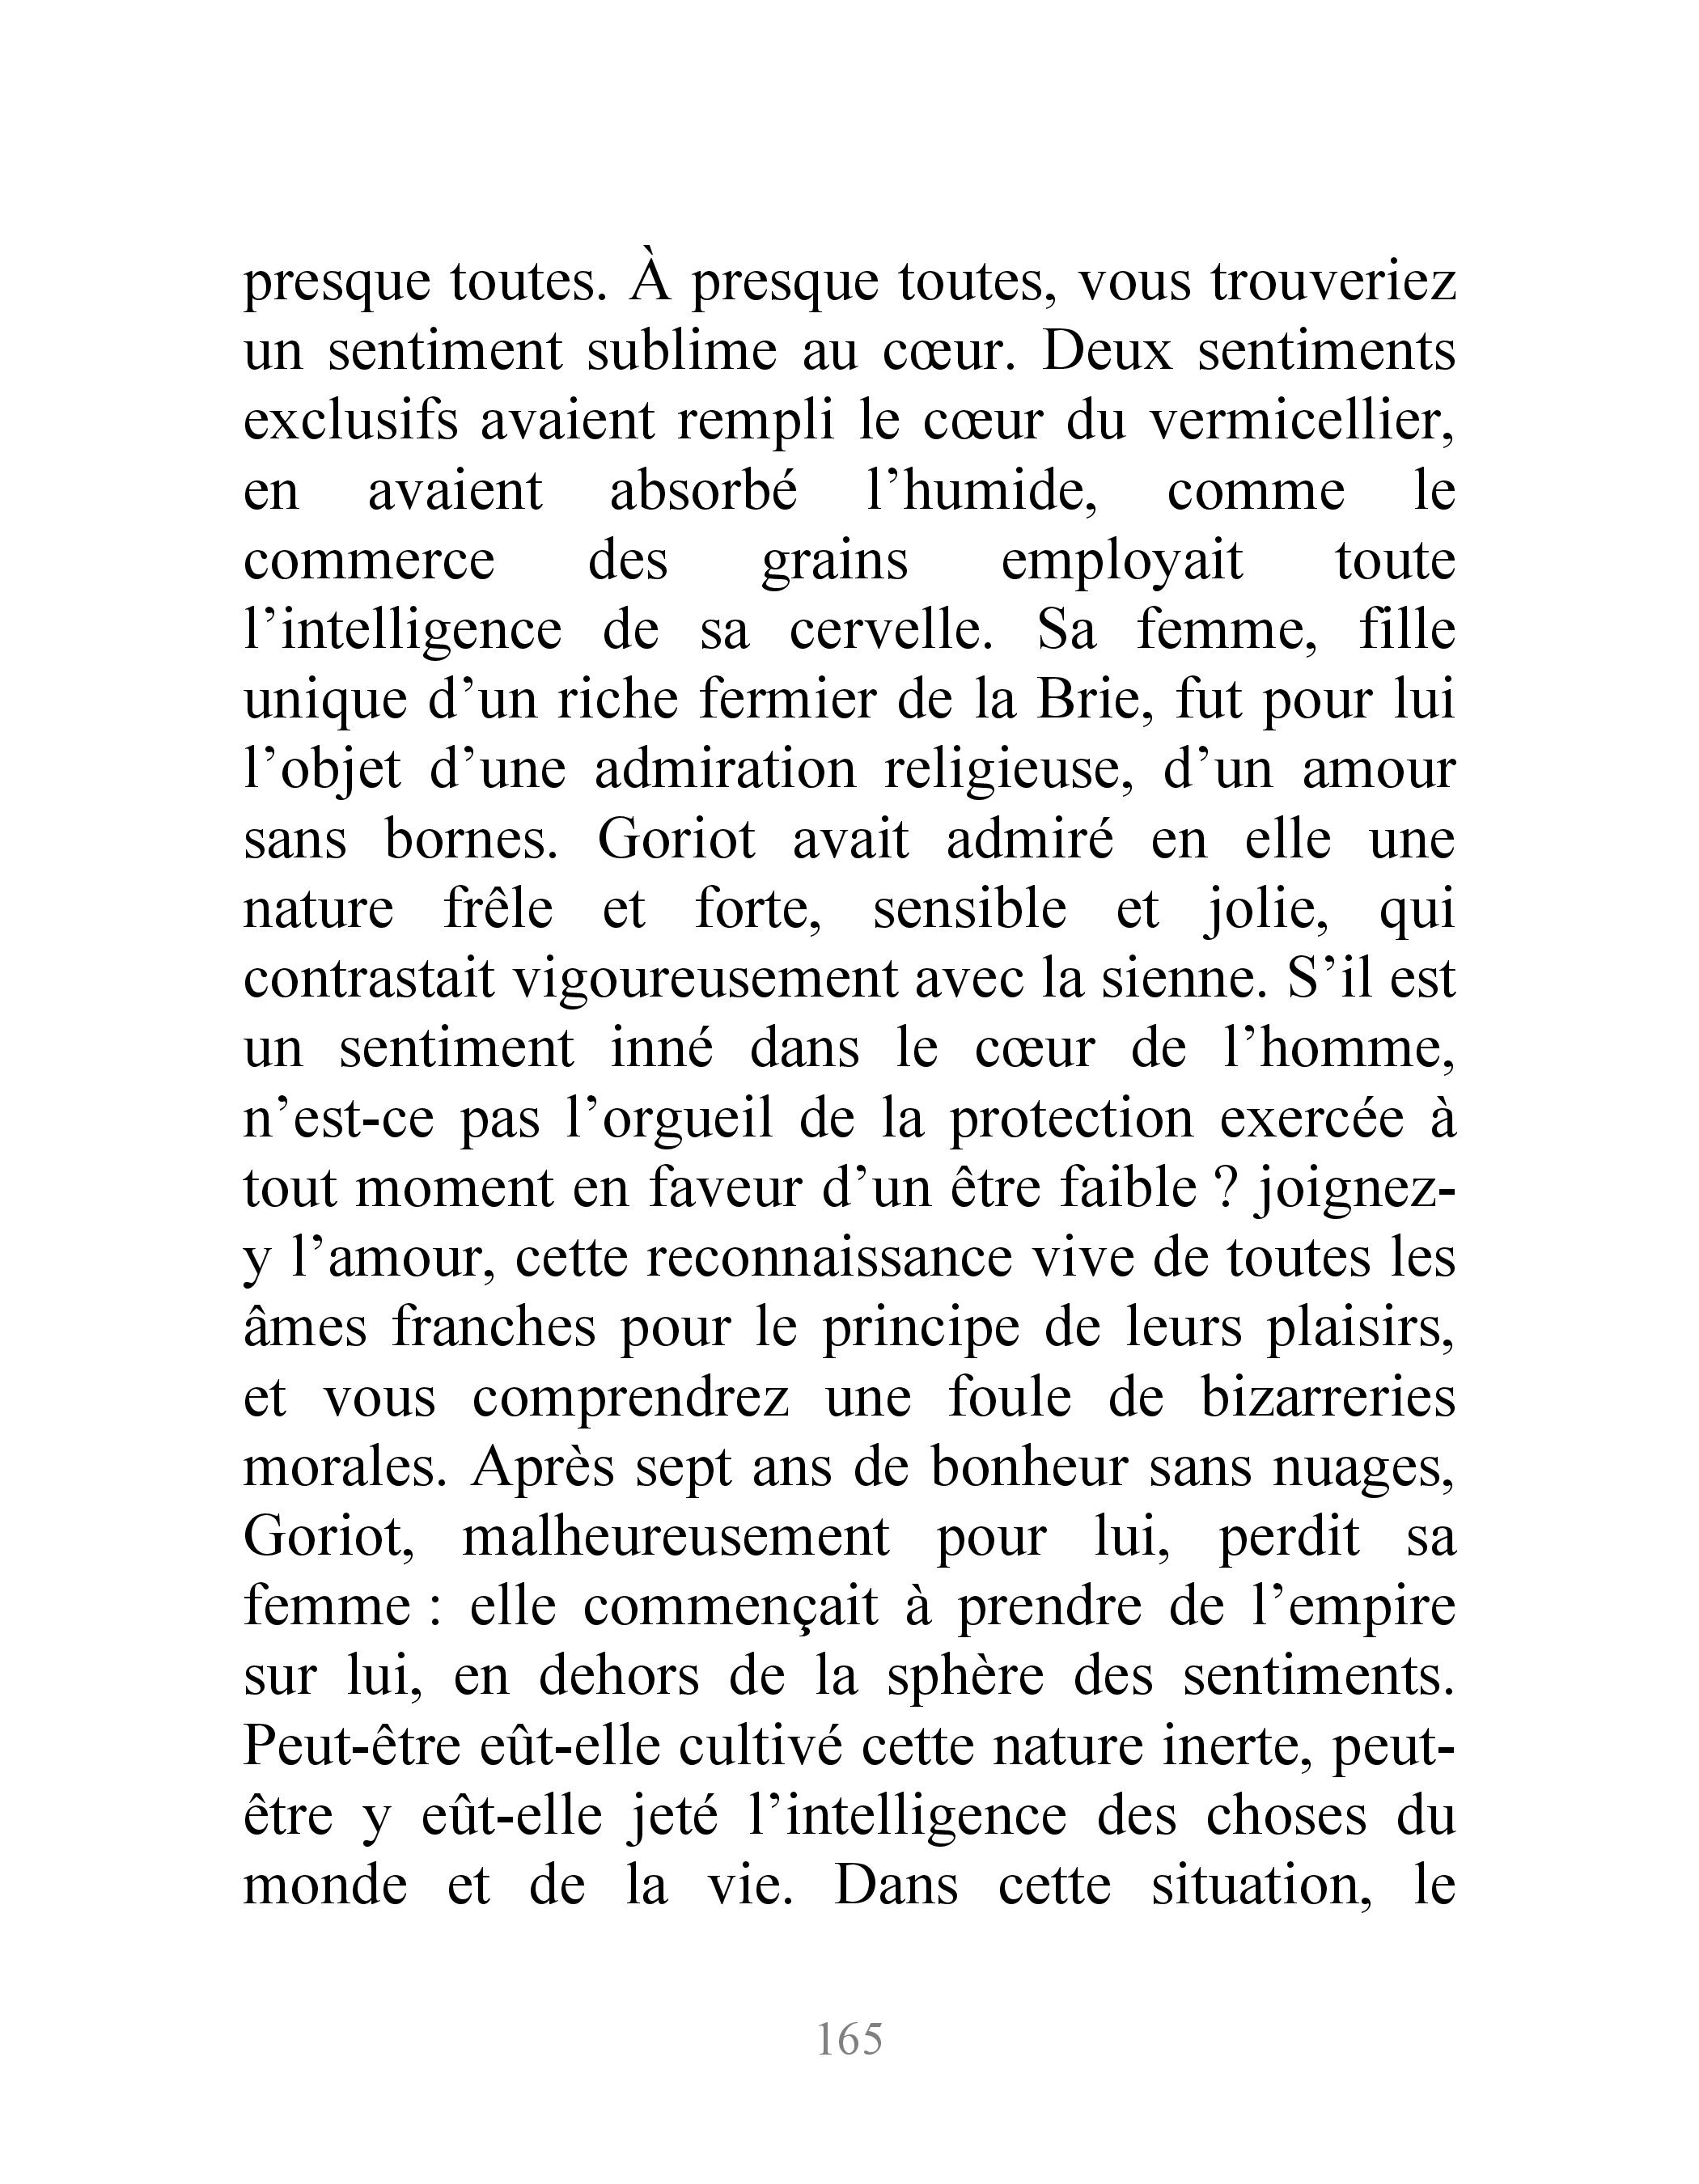 presque toutes. À presque toutes, vous trouveriez
un sentiment sublime au cœur. Deux sentiments
exclusifs avaient rempli le cœur du vermicellier,
en avaient absorbé l’humide, comme le
commerce des grains employait toute
l’intelligence de sa cervelle. Sa femme, fille
unique d’un riche fermier de la Brie, fut pour lui
l’objet d’une admiration religieuse, d’un amour
sans bornes. Goriot avait admiré en elle une
nature frêle et forte, sensible et jolie, qui
contrastait vigoureusement avec la sienne. S’il est
un sentiment inné dans le cœur de l’homme,
n’est-ce pas l’orgueil de la protection exercée à
tout moment en faveur d’un être faible ? joignez-
y l’amour, cette reconnaissance vive de toutes les
âmes franches pour le principe de leurs plaisirs,
et vous comprendrez une foule de bizarreries
morales. Après sept ans de bonheur sans nuages,
Goriot, malheureusement pour lui, perdit sa
femme : elle commençait à prendre de l’empire
sur lui, en dehors de la sphère des sentiments.
Peut-être eût-elle cultivé cette nature inerte, peut-
être y eût-elle jeté l’intelligence des choses du
monde et de la vie. Dans cette situation, le
165